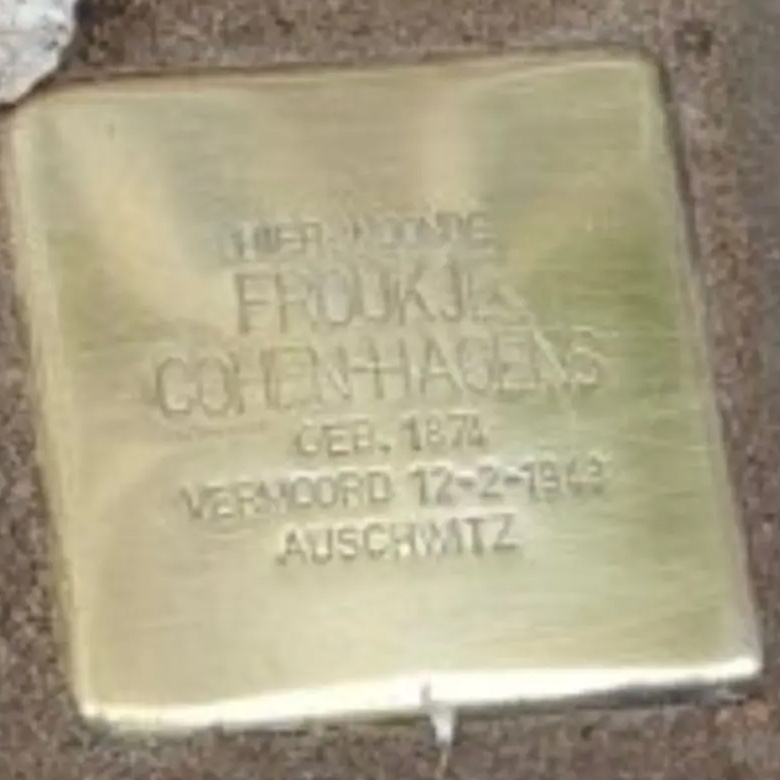 HIER WOONDE
FROUKJE
COHEN-HAGENS
GEB. 1874
VERMOORD 12-2-1943
AUSCHWITZ